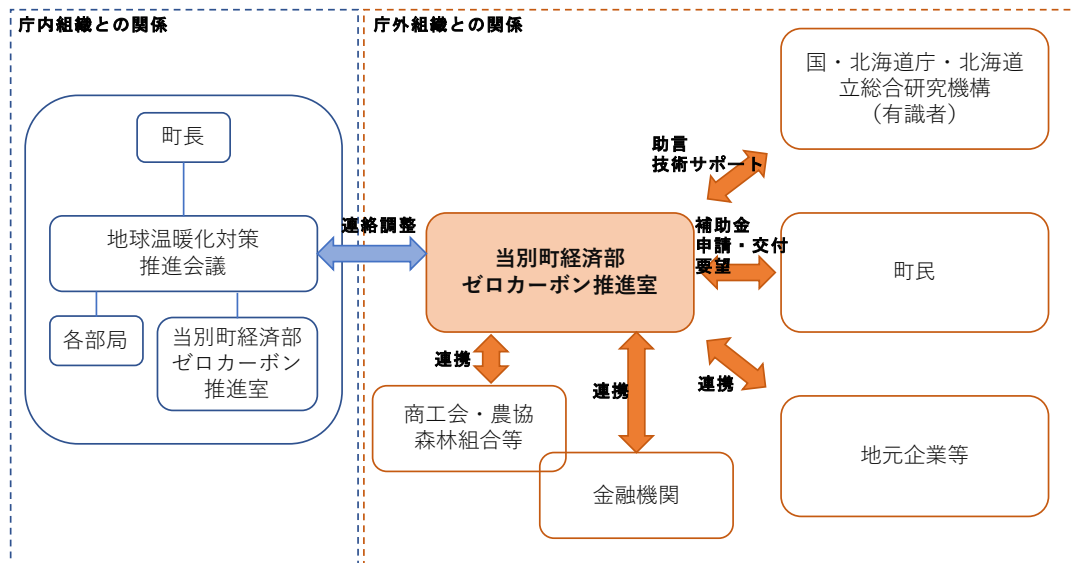 庁内組織との関係
町長
地球温暖化対策
推進会議
各部局
当別町経済部
ゼロカーボン
推進室
連絡調整
庁外組織との関係
当別町経済部
ゼロカーボン推進室
助言
技術サポート
国・北海道庁・北海道
立総合研究機構
(有識者)
補助金
申請・交付
要望
町民
連携
商工会・農協
森林組合等
連携
金融機関
連携
地元企業等